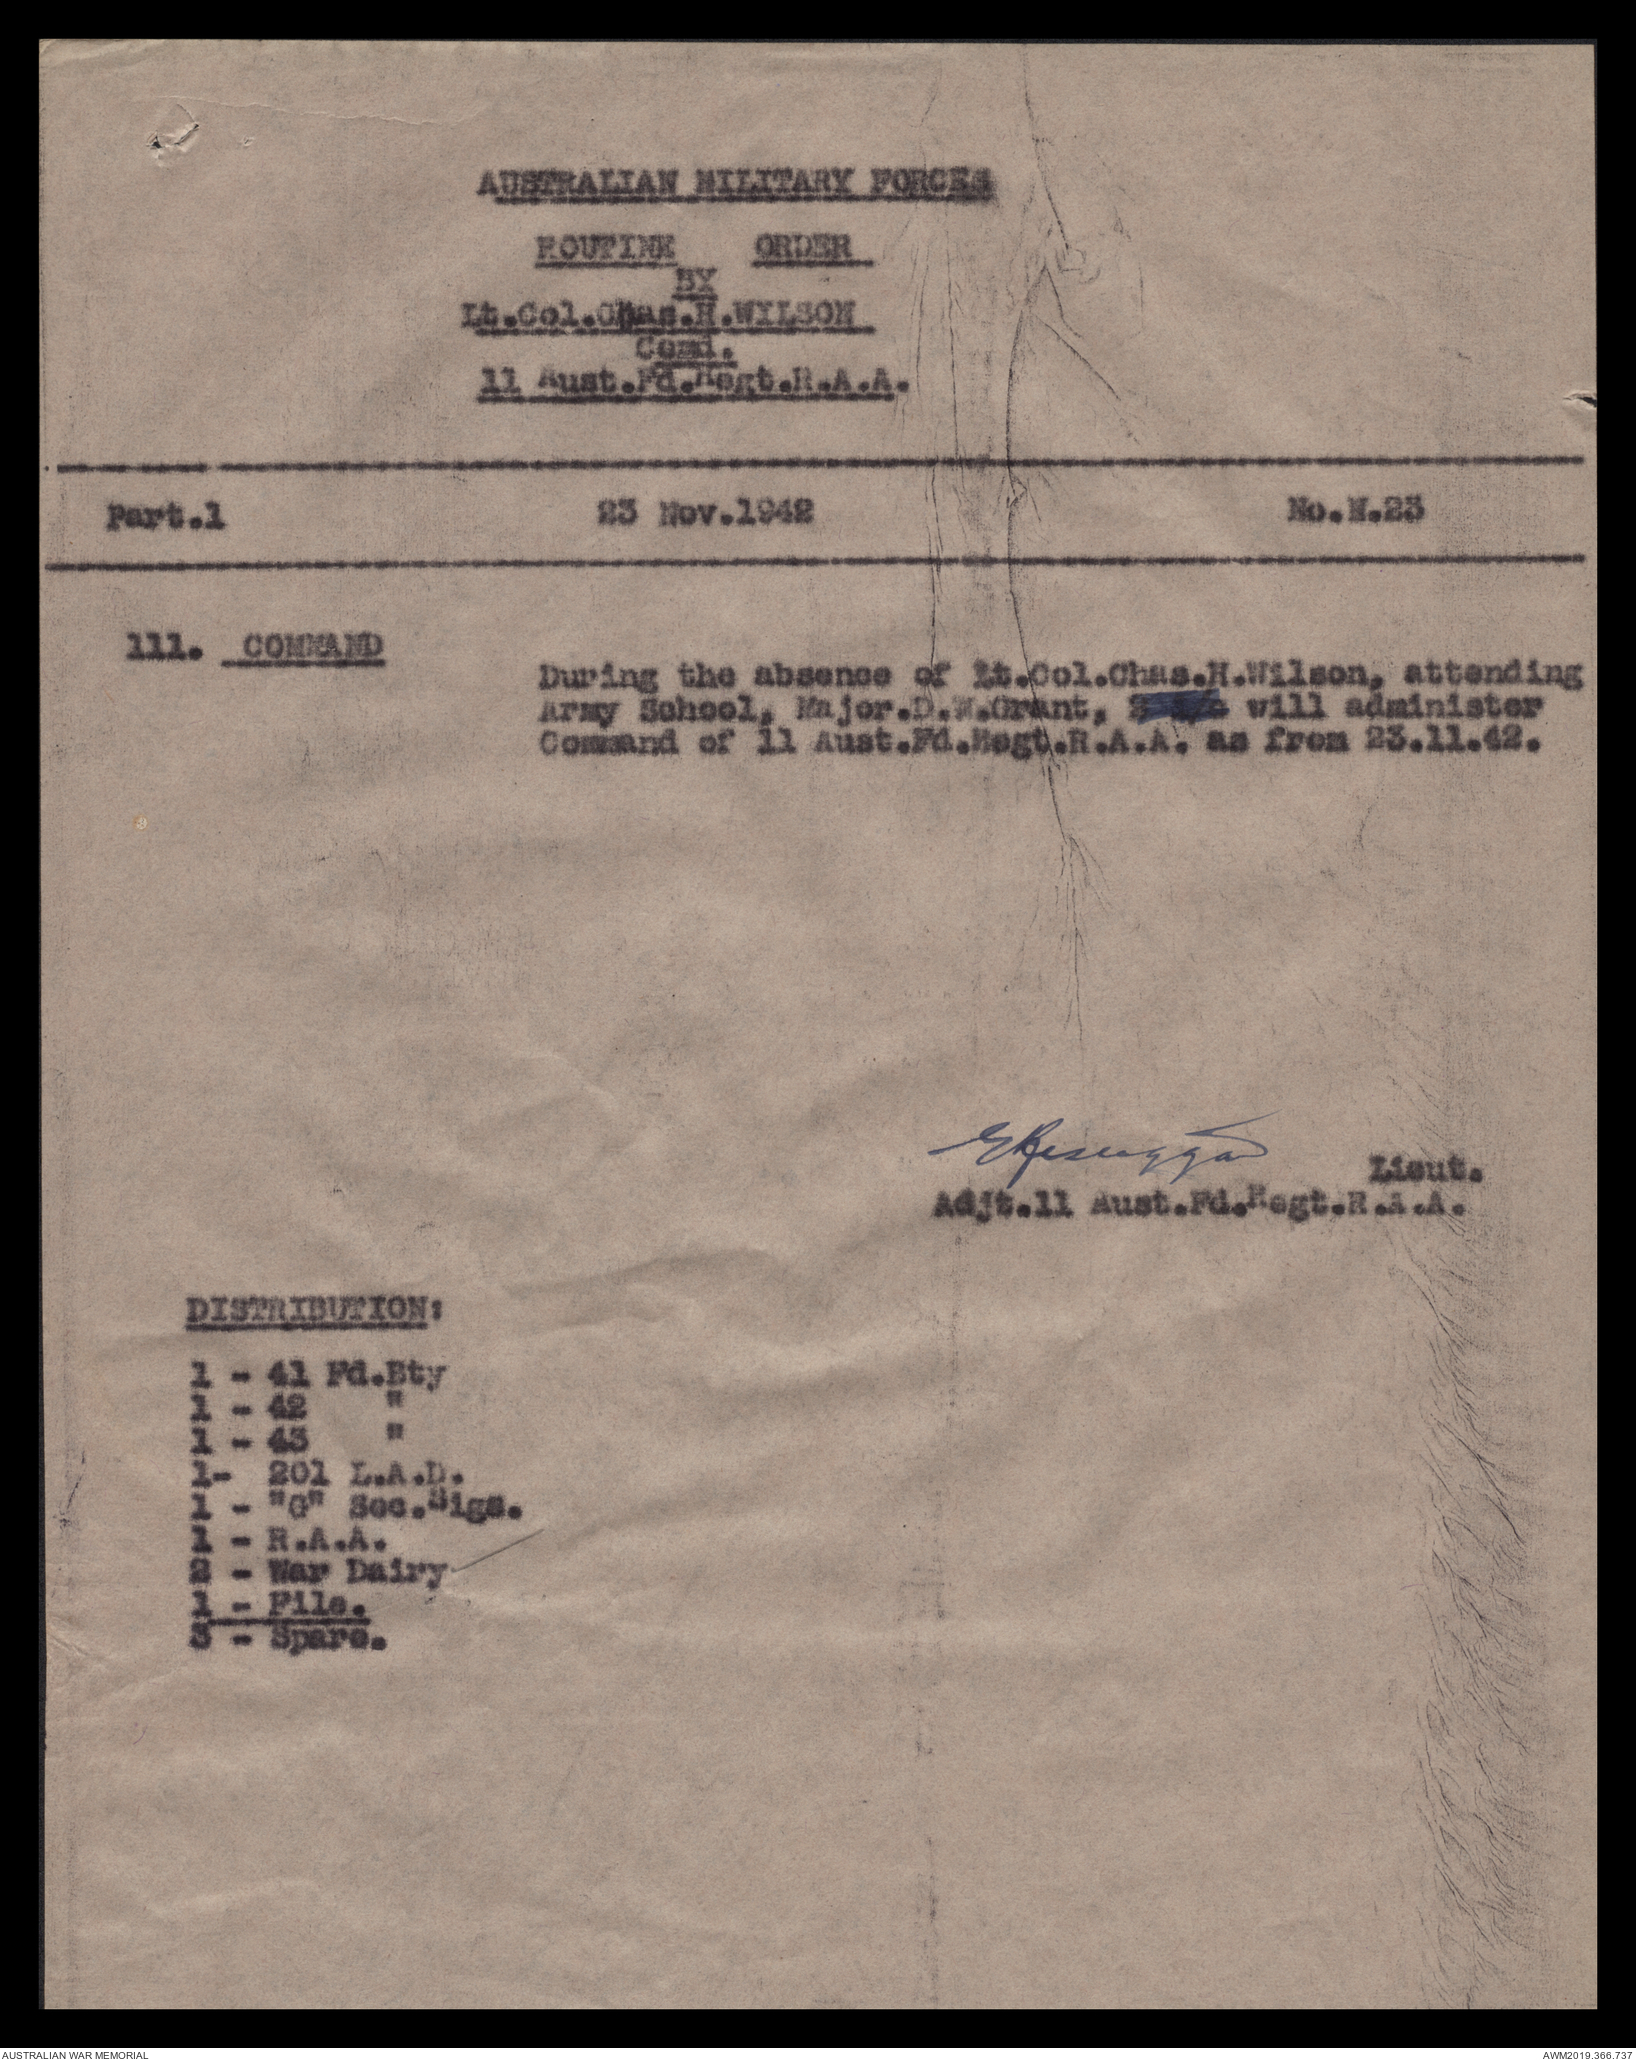 AUSTRALIAN MILITARY FORCES
ROUTINE ORDER
BY
Lt.Col.Chas.H.WILSON
Comd.
11 Aust.Fd.Regt.R.A.A.
Part.1 23 Nov.1942 No.N.23
111. COMMAND
During the absence of Lt.Col.Chas.H.Wilson, attending
Army School, Major.D.W.Grant, will administer
Command of 11 Aust.Fd.Regt.R.A.A. as from 23.11.42.
Lieut.
Adjt.11 Aust.Fd.Regt.R.A.A.
DISTRIBUTION:
1 - 41 Fd.Bty
1 - 42 "
1 - 43 "
1- 201 L.A.D.
1 - "G" Sec.Sigs.
1 - R.A.A.
2 - War Dairy
1 - File.
3 - Spare.
AUSTRALIAN WAR MEMORIAL AWM2019.366.737